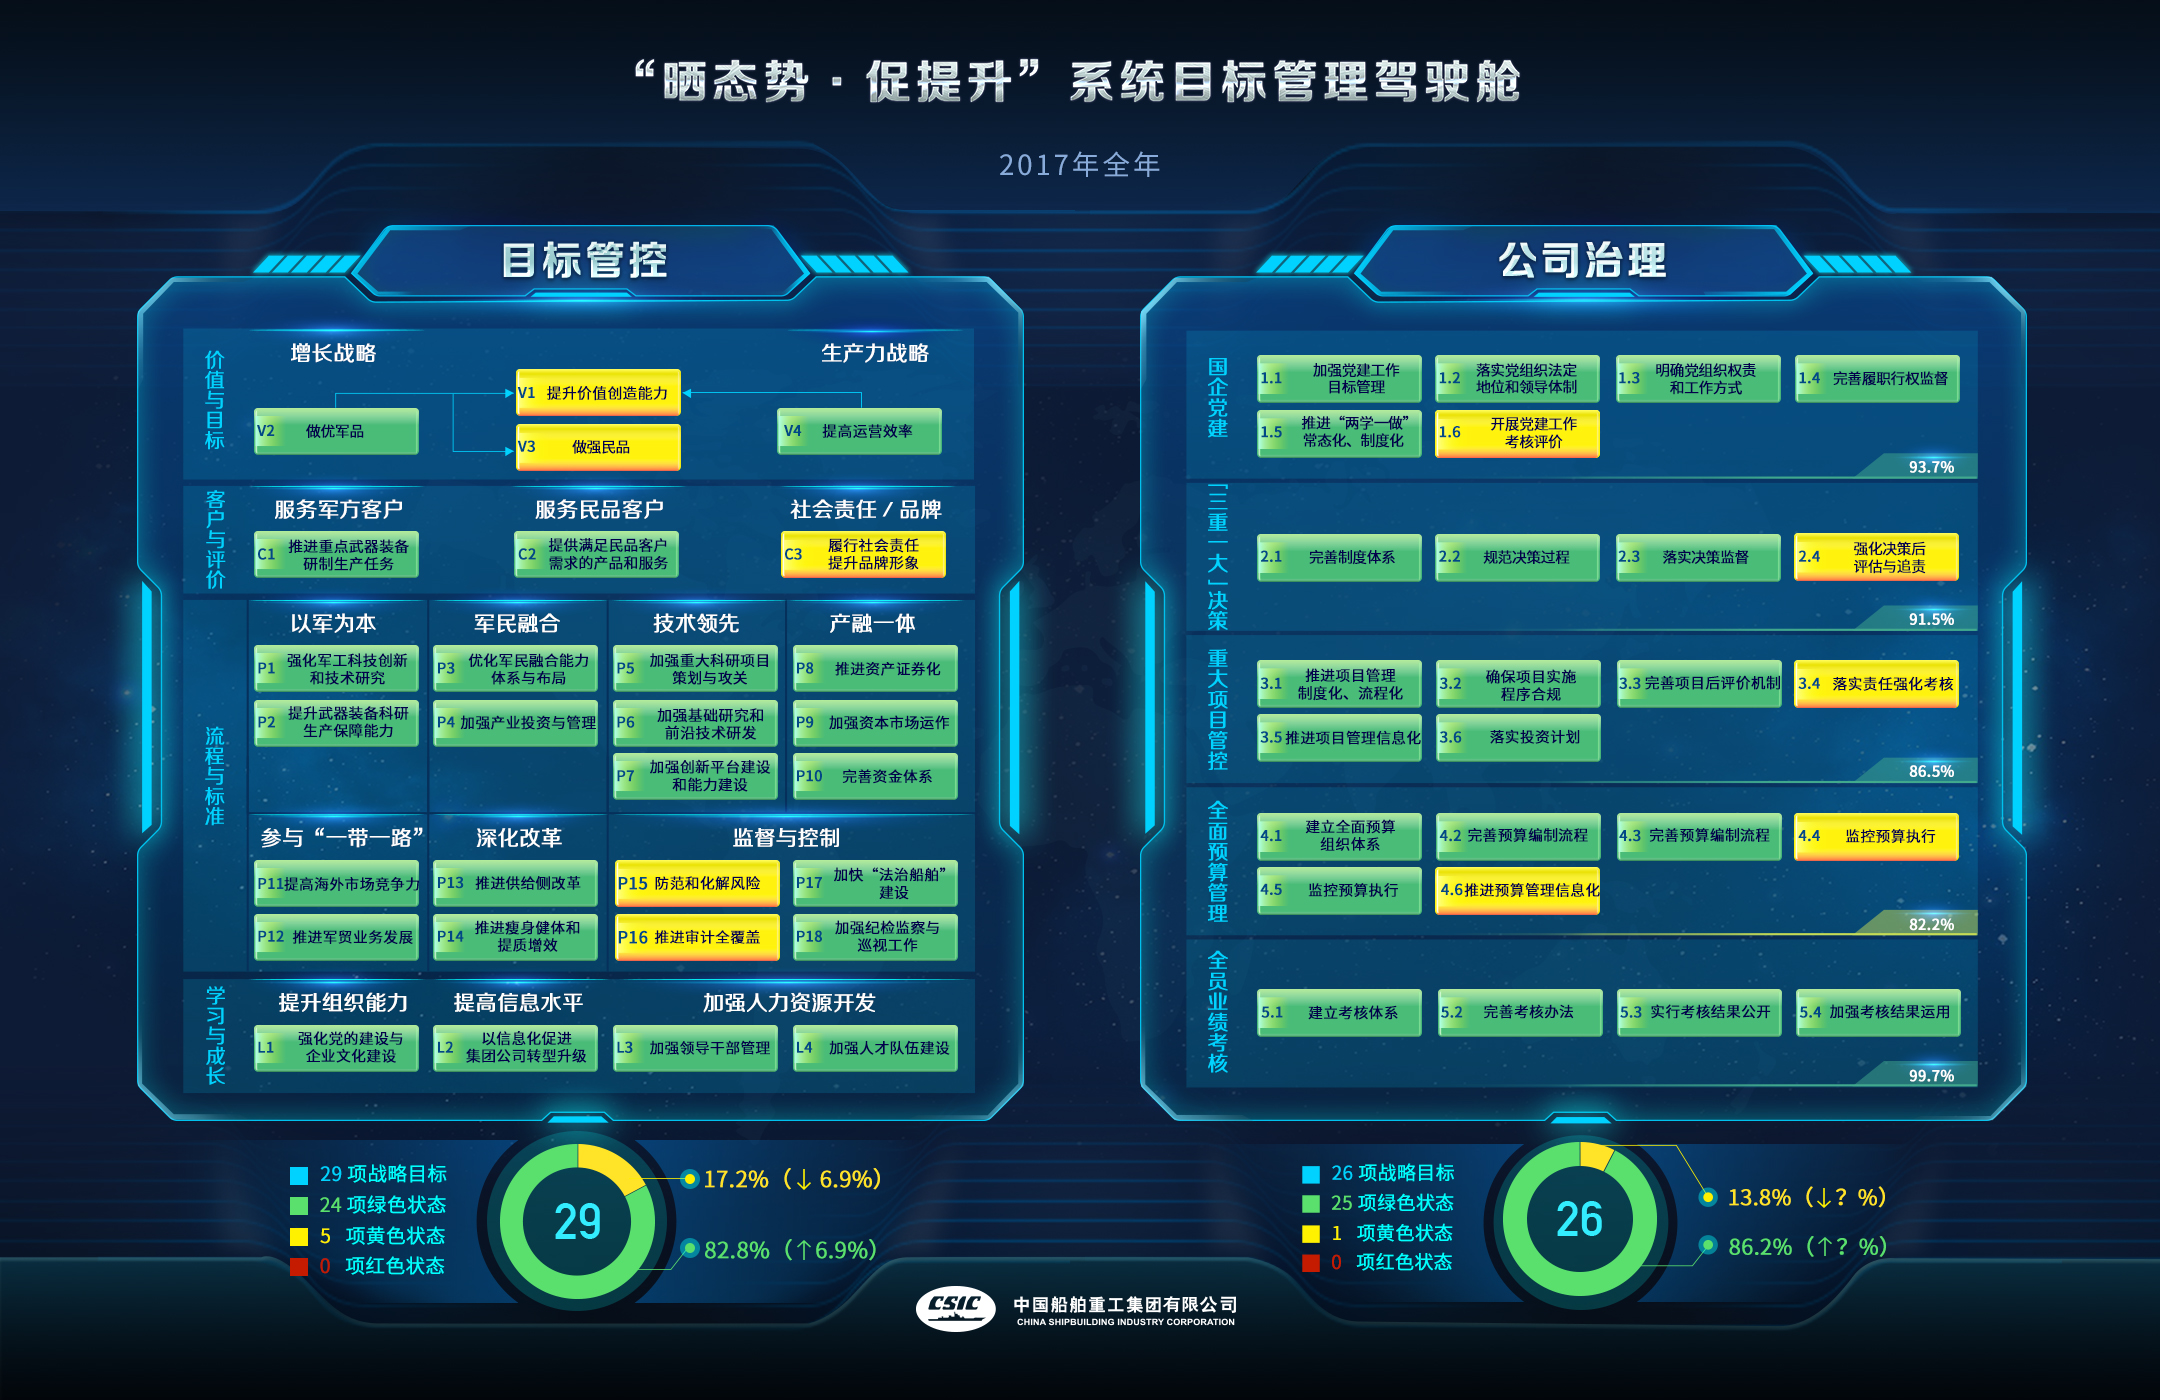 “晒态势·促提升”系统目标管理驾驶舱
2017年全年
目标管控
价值与目标
增长战略
生产力战略
V1 提升价值创造能力
V2 做优军品
V3 做强民品
V4 提高运营效率
客户与评价
服务军方客户
服务民品客户
社会责任 / 品牌
C1 推进重点武器装备
研制生产任务
C2 提供满足民品客户
需求的产品和服务
C3 履行社会责任
提升品牌形象
流程与标准
以军为本
军民融合
技术领先
产融一体
P1 强化军工科技创新
和技术研究
P3 优化军民融合能力
体系与布局
P5 加强重大科研项目
策划与攻关
P8 推进资产证券化
P2 提升武器装备科研
生产保障能力
P4 加强产业投资与管理
P6 加强基础研究和
前沿技术研发
P9 加强资本市场运作
P7 加强创新平台建设
和能力建设
P10 完善资金体系
参与“一带一路”
深化改革
监督与控制
P11 提高海外市场竞争力
P13 推进供给侧改革
P15 防范和化解风险
P17 加快“法治船舶”
建设
P12 推进军贸业务发展
P14 推进瘦身健体和
提质增效
P16 推进审计全覆盖
P18 加强纪检监察与
巡视工作
学习与成长
提升组织能力
提高信息水平
加强人力资源开发
L1 强化党的建设与
企业文化建设
L2 以信息化促进
集团公司转型升级
L3 加强领导干部管理
L4 加强人才队伍建设
29 项战略目标
24 项绿色状态
5 项黄色状态
0 项红色状态
29
17.2%（↓ 6.9%）
82.8%（↑6.9%）
公司治理
国企党建
1.1 加强党建工作
目标管理
1.2 落实党组织法定
地位和领导体制
1.3 明确党组织权责
和工作方式
1.4 完善履职行权监督
1.5 推进“两学一做”
常态化、制度化
1.6 开展党建工作
考核评价
93.7%
「三重一大」决策
2.1 完善制度体系
2.2 规范决策过程
2.3 落实决策监督
2.4 强化决策后
评估与追责
91.5%
重大项目管控
3.1 推进项目管理
制度化、流程化
3.2 确保项目实施
程序合规
3.3 完善项目后评价机制
3.4 落实责任强化考核
3.5 推进项目管理信息化
3.6 落实投资计划
86.5%
全面预算管理
4.1 建立全面预算
组织体系
4.2 完善预算编制流程
4.3 完善预算编制流程
4.4 监控预算执行
4.5 监控预算执行
4.6 推进预算管理信息化
82.2%
全员业绩考核
5.1 建立考核体系
5.2 完善考核办法
5.3 实行考核结果公开
5.4 加强考核结果运用
99.7%
26 项战略目标
25 项绿色状态
1 项黄色状态
0 项红色状态
26
13.8%（↓? %）
86.2%（↑? %）
CSIC
中国船舶重工集团有限公司
CHINA SHIPBUILDING INDUSTRY CORPORATION